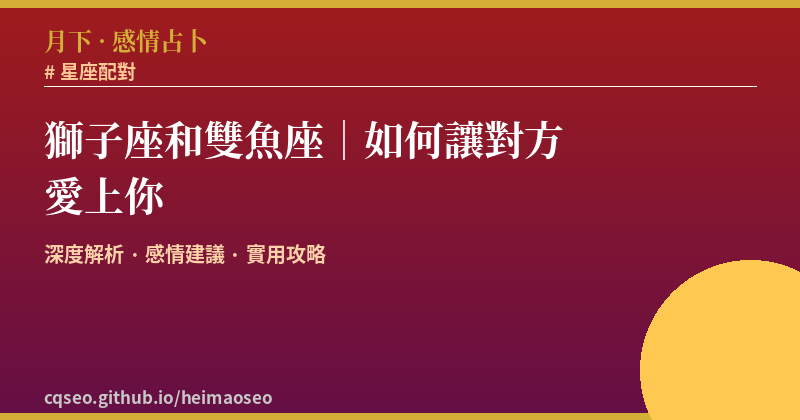 月下 · 感情占卜
# 星座配對
獅子座和雙魚座｜如何讓對方
愛上你
深度解析 · 感情建議 · 實用攻略
cqseo.github.io/heimaoseo